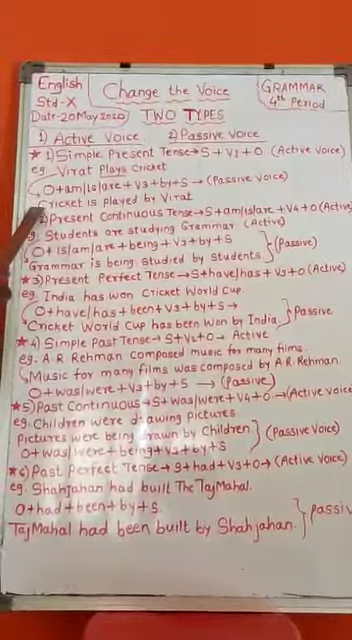 English
Std-X
Date-20 May 2020
Change the Voice
GRAMMAR
4th Period
TWO TYPES
1) Active Voice 2) Passive Voice
★ 1) Simple Present Tense → S+V1+O (Active Voice)
eg. Virat Plays Cricket
O+am/is/are+V3+by+S → (Passive Voice)
Cricket is played by Virat
2) Present Continuous Tense → S+am/is/are+V4+O (Active
eg. Students are studying Grammar (Active)
O+is/am/are+being+V3+by+S
Grammar is being studied by Students. } (Passive)
★ 3) Present Perfect Tense → S+have/has+V3+O (Active)
eg. India has won Cricket World Cup.
O+have/has+been+V3+by+S →
Cricket World Cup has been Won by India. } Passive
★ 4) Simple Past Tense → S+V2+O → Active
eg. A.R Rehman composed music for many films.
Music for many films was composed by A.R.Rehman.
O+was/were+V3+by+S → (Passive)
★ 5) Past Continuous → S+was/were+V4+O. → (Active voice
eg. Children were drawing pictures.
Pictures were being drawn by Children } (Passive Voice)
O+was/were+being+V3+by+S
★ 6) Past Perfect Tense → S+had+V3+O → (Active Voice)
eg. Shahjahan had built The TajMahal.
O+had+been+by+S.
TajMahal had been built by Shahjahan. } Passiv